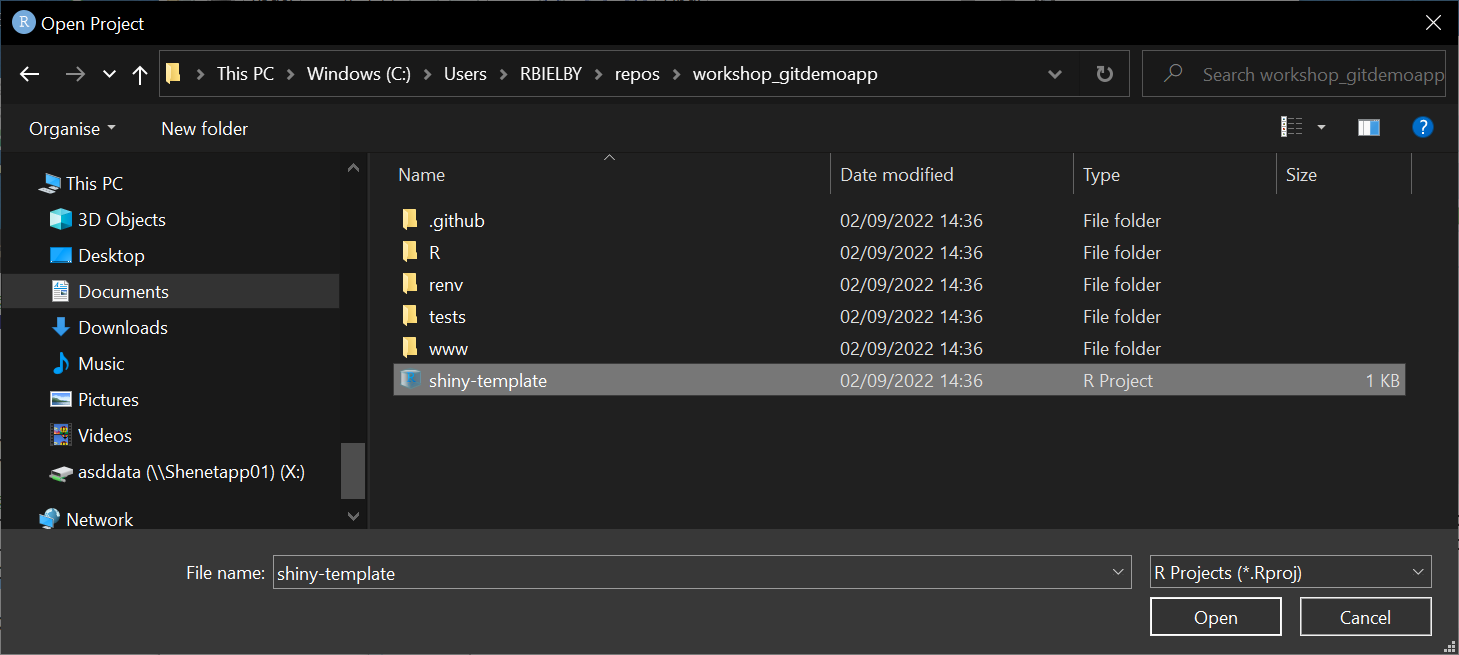 R Open Project
This PC Windows (C:) Users RBIELBY repos workshop_gitdemoapp Search workshop_gitdemoapp
Organise New folder ?
This PC
3D Objects
Desktop
Documents
Downloads
Music
Pictures
Videos
asddata (\\Shenetapp01) (X:)
Network
Name Date modified Type Size
.github 02/09/2022 14:36 File folder
R 02/09/2022 14:36 File folder
renv 02/09/2022 14:36 File folder
tests 02/09/2022 14:36 File folder
www 02/09/2022 14:36 File folder
shiny-template 02/09/2022 14:36 R Project 1 KB
File name: shiny-template R Projects (*.Rproj)
Open Cancel